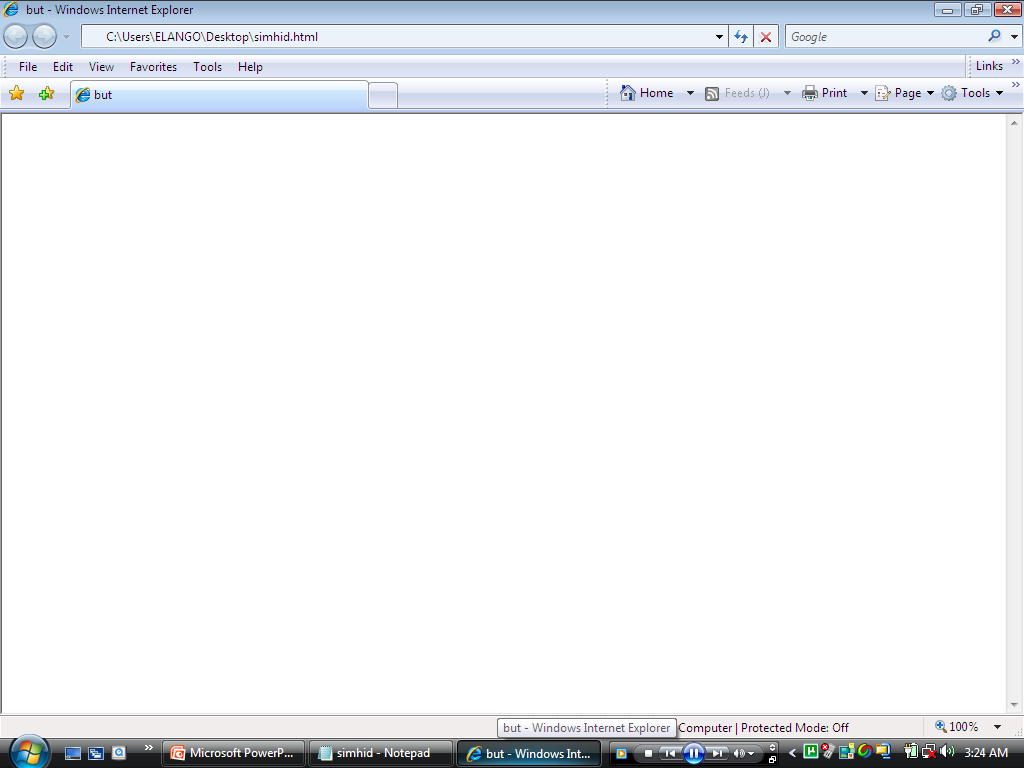 but - Windows Internet Explorer
C:\Users\ELANGO\Desktop\simhid.html
Google
File Edit View Favorites Tools Help
Links
but
Home Feeds (J) Print Page Tools
but - Windows Internet Explorer
Computer | Protected Mode: Off
100%
Microsoft PowerP...
simhid - Notepad
but - Windows Int...
3:24 AM